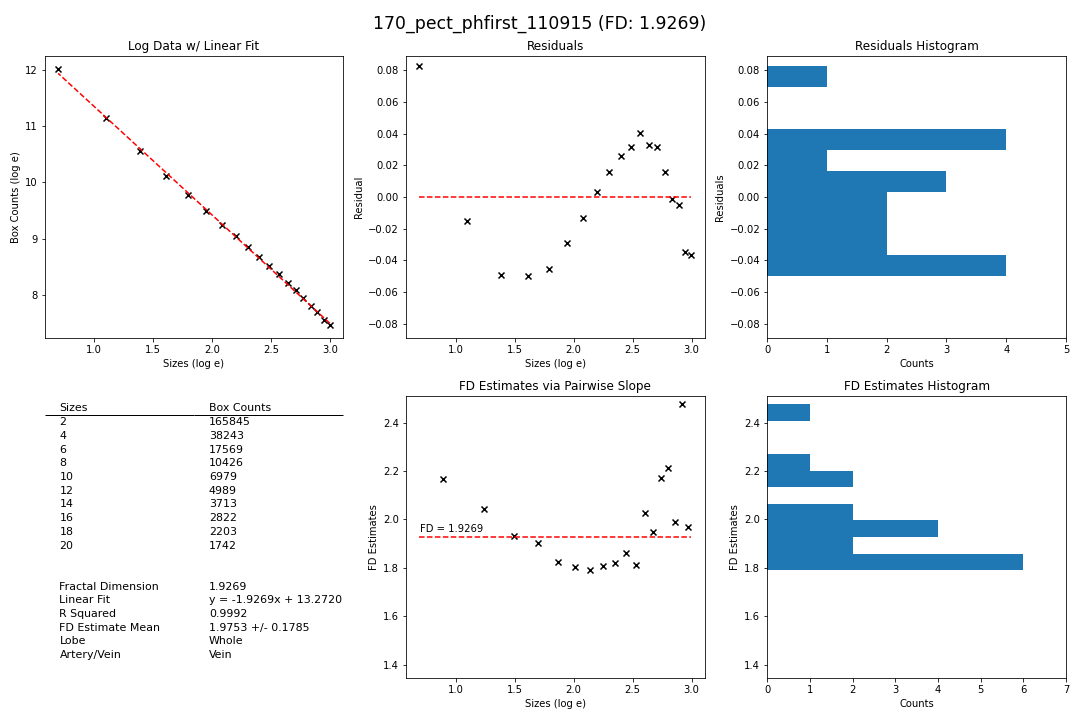 170_pect_phfirst_110915 (FD: 1.9269)
Log Data w/ Linear Fit
12
11
10
9
8
Box Counts (log e)
1.0 1.5 2.0 2.5 3.0
Sizes (log e)
Residuals
0.08
0.06
0.04
0.02
0.00
−0.02
−0.04
−0.06
−0.08
Residual
1.0 1.5 2.0 2.5 3.0
Sizes (log e)
Residuals Histogram
0.08
0.06
0.04
0.02
0.00
−0.02
−0.04
−0.06
−0.08
Residuals
0 1 2 3 4 5
Counts
Sizes Box Counts
2 165845
4 38243
6 17569
8 10426
10 6979
12 4989
14 3713
16 2822
18 2203
20 1742
Fractal Dimension 1.9269
Linear Fit y = -1.9269x + 13.2720
R Squared 0.9992
FD Estimate Mean 1.9753 +/- 0.1785
Lobe Whole
Artery/Vein Vein
FD Estimates via Pairwise Slope
2.4
2.2
2.0
1.8
1.6
1.4
FD Estimates
FD = 1.9269
1.0 1.5 2.0 2.5 3.0
Sizes (log e)
FD Estimates Histogram
2.4
2.2
2.0
1.8
1.6
1.4
FD Estimates
0 1 2 3 4 5 6 7
Counts